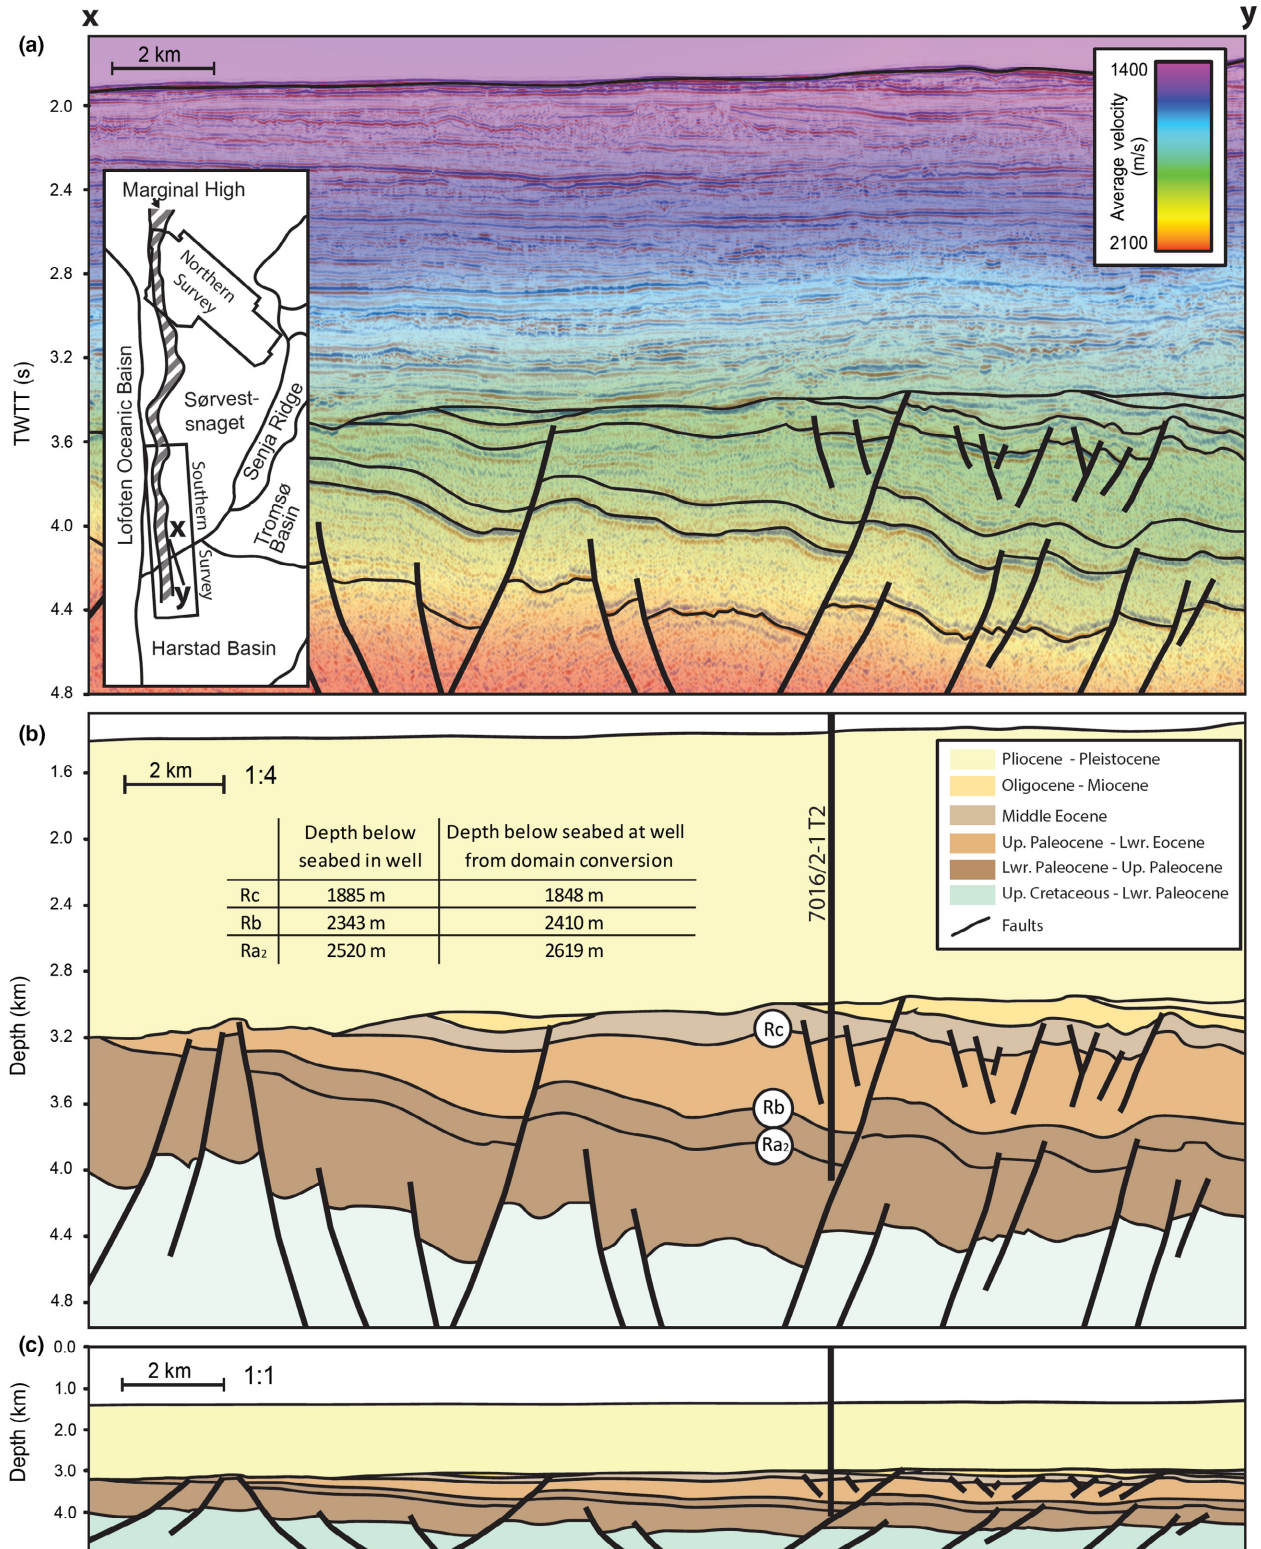 x
y
(a)
2 km
1400
2100
Average velocity
(m/s)
2.0
2.4
2.8
3.2
3.6
4.0
4.4
4.8
TWTT (s)
Marginal High
Northern
Survey
Lofoten Oceanic Baisn
Sørvest-
snaget
Senja Ridge
Southern
Survey
Tromsø
Basin
x
y
Harstad Basin
(b)
2 km
1:4
1.6
2.0
2.4
2.8
3.2
3.6
4.0
4.4
4.8
Depth (km)
Depth below
seabed in well
Depth below seabed at well
from domain conversion
Rc 1885 m 1848 m
Rb 2343 m 2410 m
Ra2 2520 m 2619 m
7016/2-1 T2
Pliocene - Pleistocene
Oligocene - Miocene
Middle Eocene
Up. Paleocene - Lwr. Eocene
Lwr. Paleocene - Up. Paleocene
Up. Cretaceous - Lwr. Paleocene
Faults
Rc
Rb
Ra2
(c)
2 km
1:1
0.0
1.0
2.0
3.0
4.0
Depth (km)